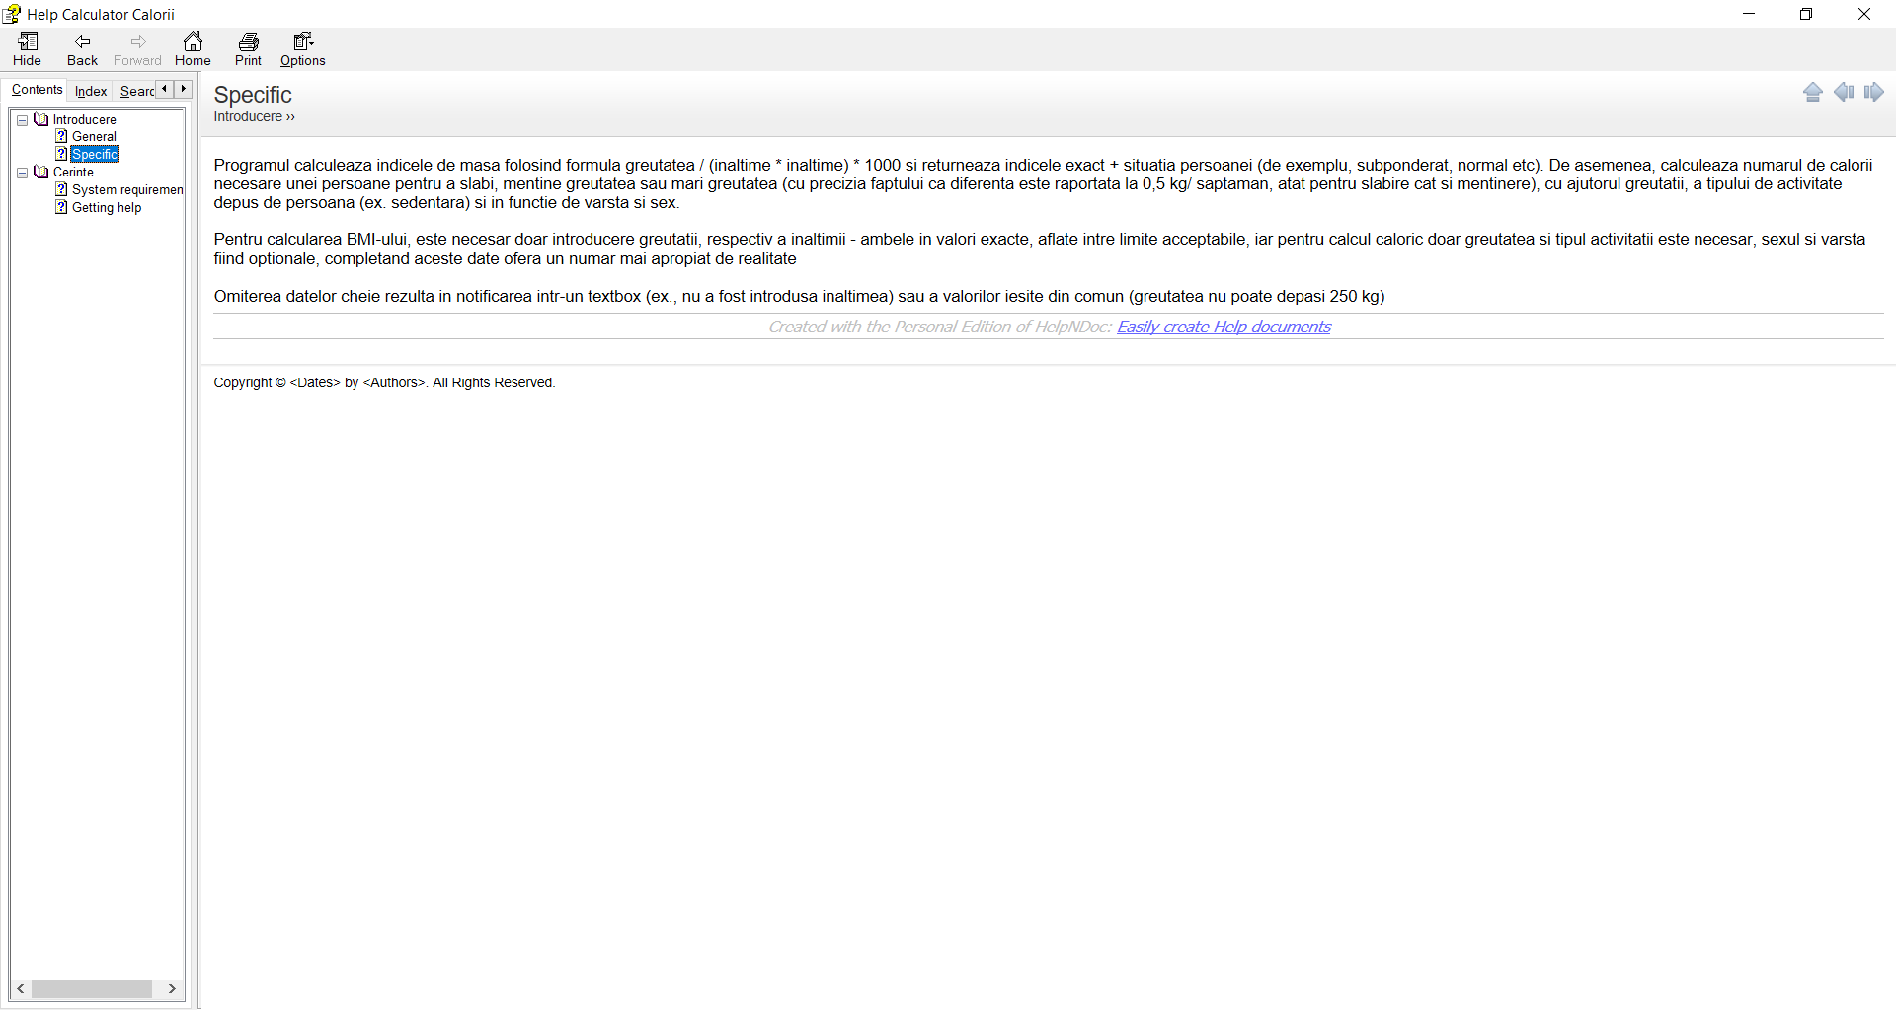 Help Calculator Calorii
Hide Back Forward Home Print Options
Contents Index Searc
Introducere
General
Specific
Cerinte
System requiremen
Getting help
Specific
Introducere ››
Programul calculeaza indicele de masa folosind formula greutatea / (inaltime * inaltime) * 1000 si returneaza indicele exact + situatia persoanei (de exemplu, subponderat, normal etc). De asemenea, calculeaza numarul de calorii
necesare unei persoane pentru a slabi, mentine greutatea sau mari greutatea (cu precizia faptului ca diferenta este raportata la 0,5 kg/ saptaman, atat pentru slabire cat si mentinere), cu ajutorul greutatii, a tipului de activitate
depus de persoana (ex. sedentara) si in functie de varsta si sex.
Pentru calcularea BMI-ului, este necesar doar introducere greutatii, respectiv a inaltimii - ambele in valori exacte, aflate intre limite acceptabile, iar pentru calcul caloric doar greutatea si tipul activitatii este necesar, sexul si varsta
fiind optionale, completand aceste date ofera un numar mai apropiat de realitate
Omiterea datelor cheie rezulta in notificarea intr-un textbox (ex., nu a fost introdusa inaltimea) sau a valorilor iesite din comun (greutatea nu poate depasi 250 kg)
Created with the Personal Edition of HelpNDoc: Easily create Help documents
Copyright © <Dates> by <Authors>. All Rights Reserved.